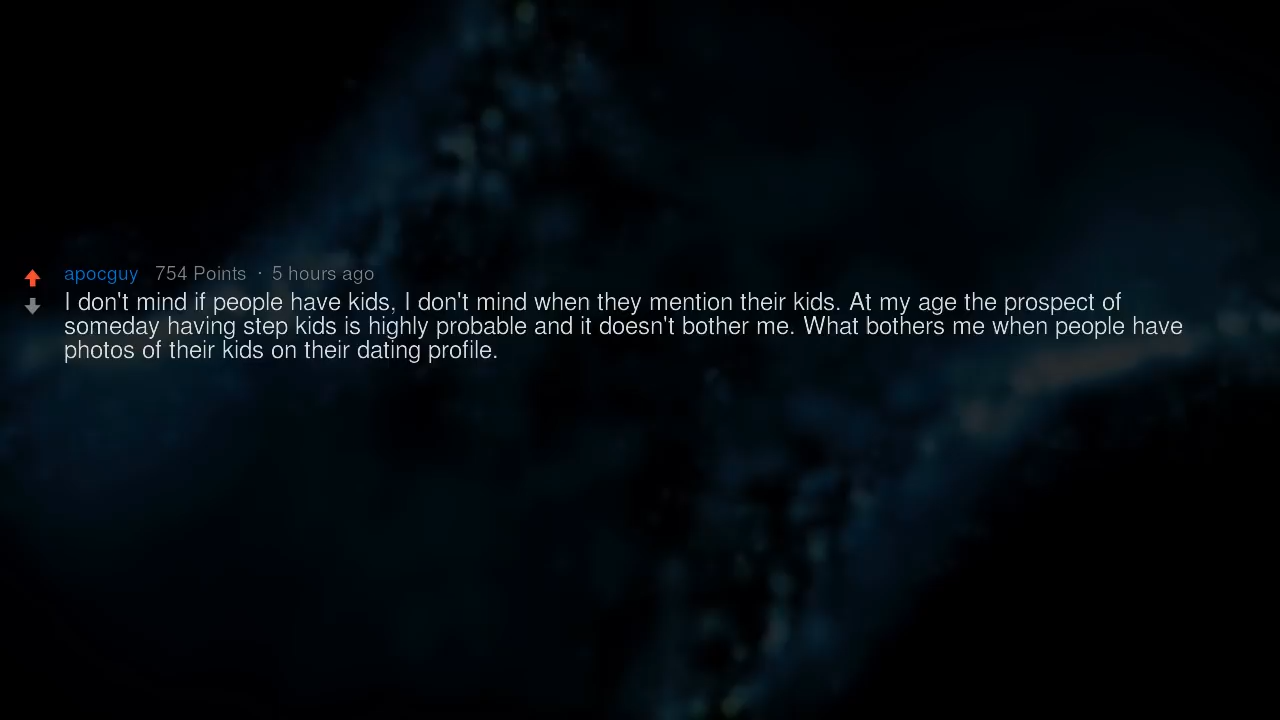 apocguy 754 Points · 5 hours ago
I don't mind if people have kids, I don't mind when they mention their kids. At my age the prospect of
someday having step kids is highly probable and it doesn't bother me. What bothers me when people have
photos of their kids on their dating profile.